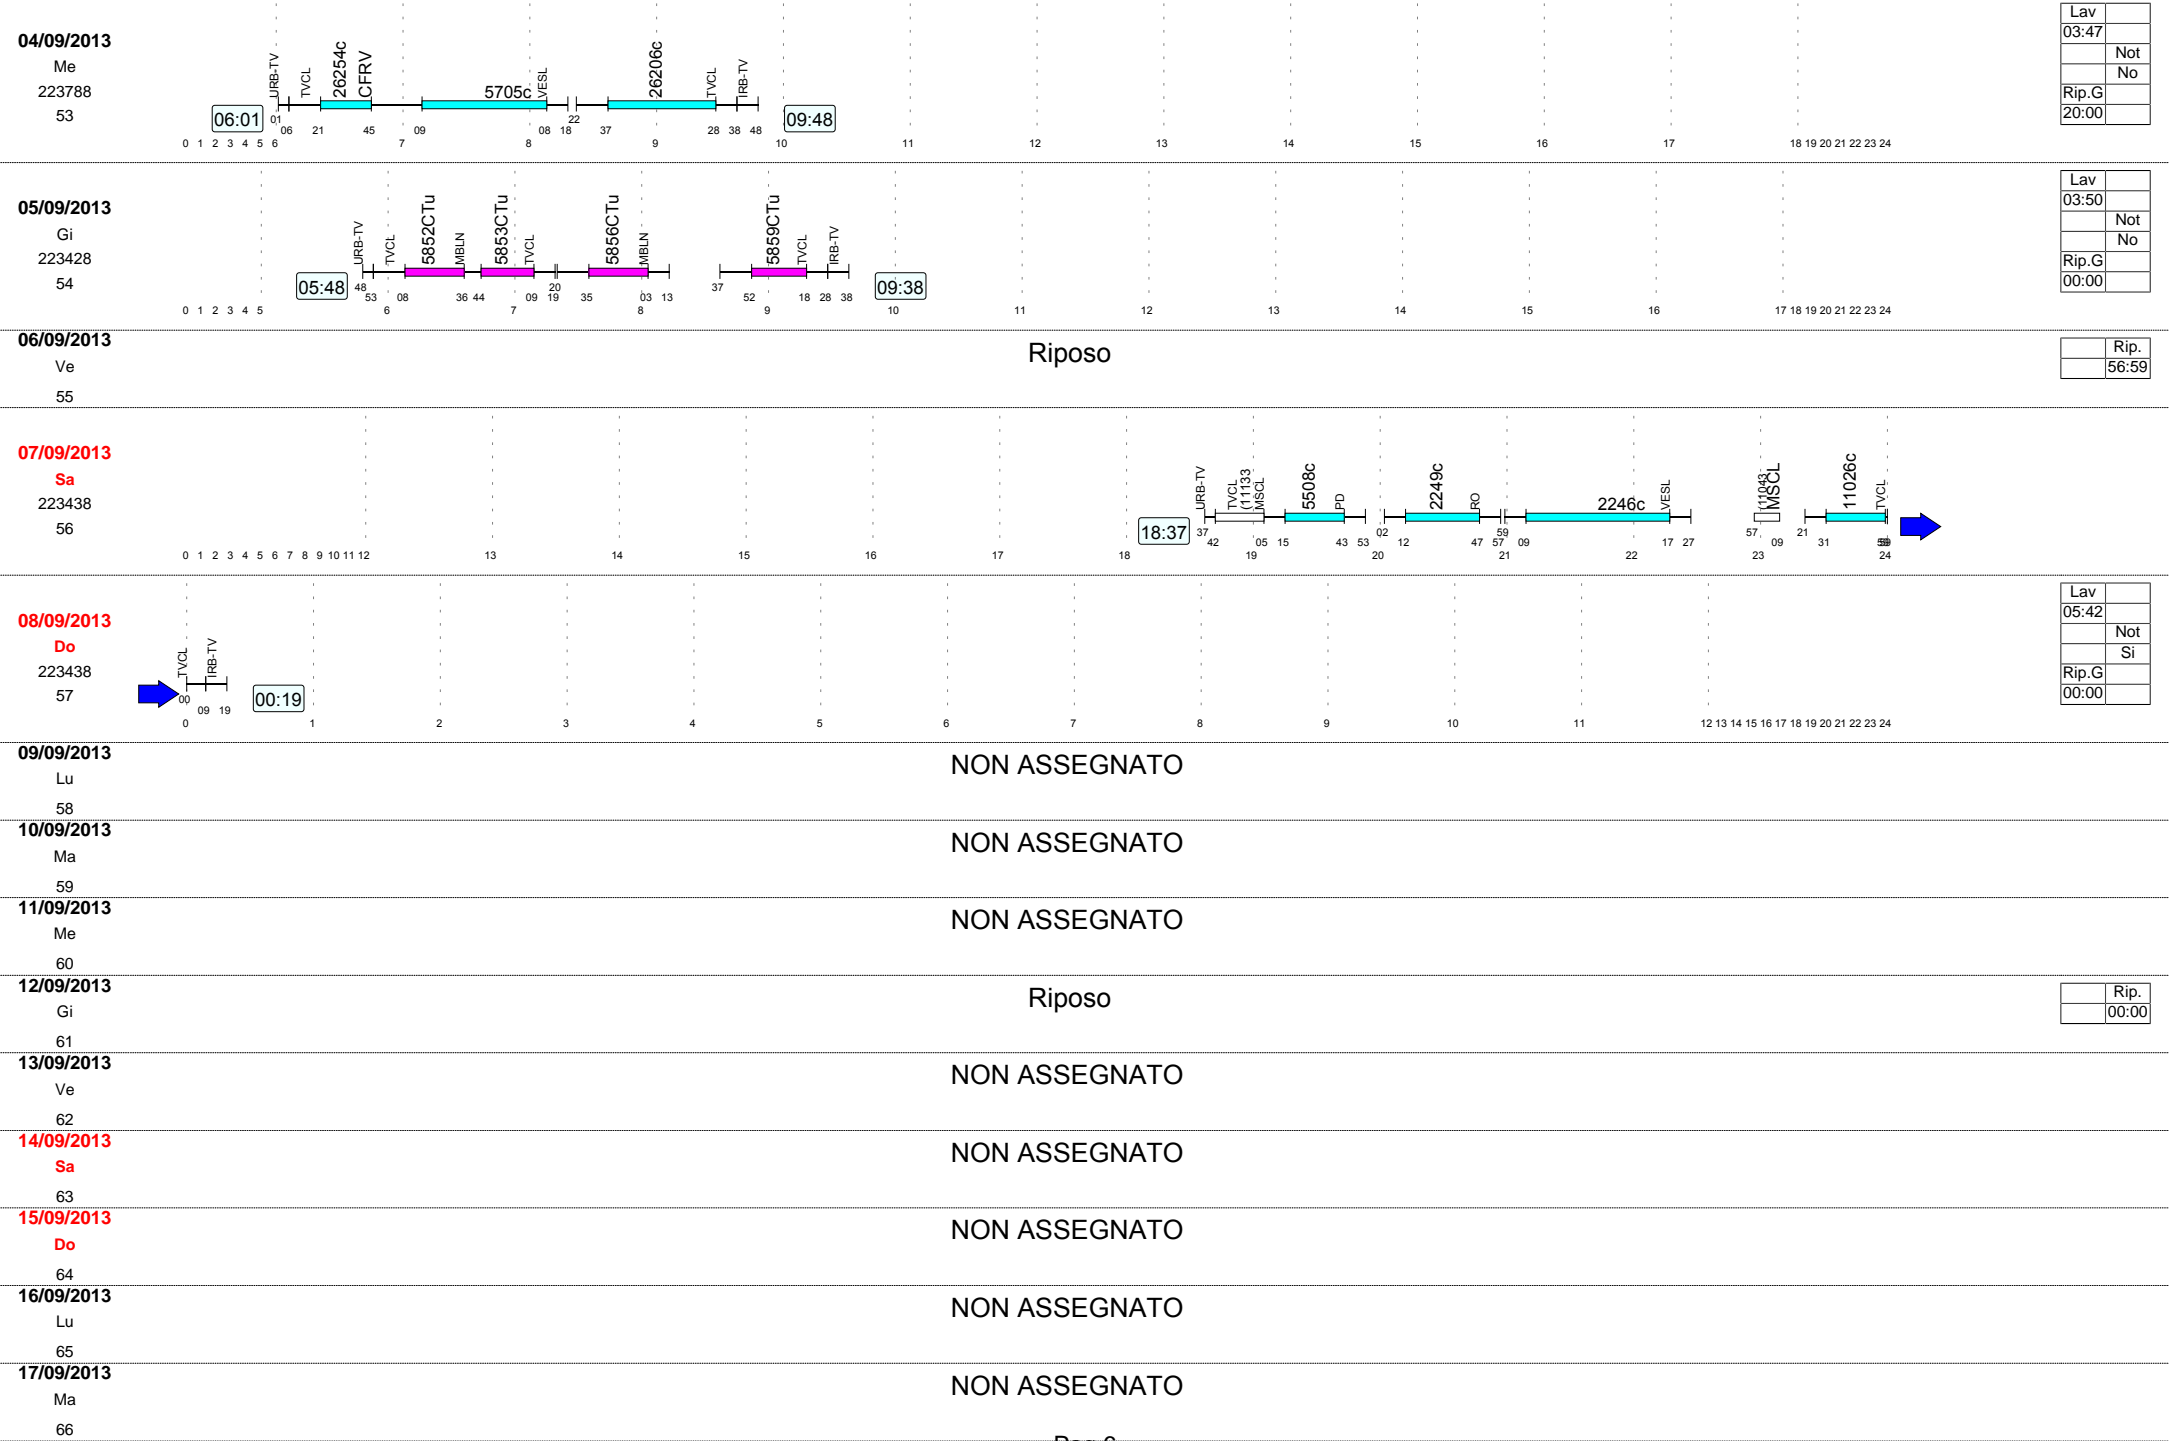 04/09/2013
Me
223788
53
06:01
URB-TV TVCL 26254c CFRV 5705c VESL 26206c TVCL IRB-TV
01 06 21 45 09 08 18 22 37 28 38 48
09:48
0 1 2 3 4 5 6 7 8 9 10 11 12 13 14 15 16 17 18 19 20 21 22 23 24
Lav
03:47
Not
No
Rip.G
20:00
05/09/2013
Gi
223428
54
05:48
URB-TV TVCL 5852CTu MBLN 5853CTu TVCL 5856CTu MBLN 5859CTu TVCL IRB-TV
48 53 08 36 44 09 19 20 35 03 13 37 52 18 28 38
09:38
0 1 2 3 4 5 6 7 8 9 10 11 12 13 14 15 16 17 18 19 20 21 22 23 24
Lav
03:50
Not
No
Rip.G
00:00
06/09/2013
Ve
55
Riposo
Rip.
56:59
07/09/2013
Sa
223438
56
18:37
URB-TV TVCL (11133 MSCL 5508c PD 2249c RO 2246c VESL (11043 MSCL 11026c TVCL
37 42 05 15 43 53 02 12 47 57 59 09 17 27 57 09 21 31 59
0 1 2 3 4 5 6 7 8 9 10 11 12 13 14 15 16 17 18 19 20 21 22 23 24
08/09/2013
Do
223438
57
TVCL IRB-TV
00 09 19
00:19
0 1 2 3 4 5 6 7 8 9 10 11 12 13 14 15 16 17 18 19 20 21 22 23 24
Lav
05:42
Not
Si
Rip.G
00:00
09/09/2013
Lu
58
NON ASSEGNATO
10/09/2013
Ma
59
NON ASSEGNATO
11/09/2013
Me
60
NON ASSEGNATO
12/09/2013
Gi
61
Riposo
Rip.
00:00
13/09/2013
Ve
62
NON ASSEGNATO
14/09/2013
Sa
63
NON ASSEGNATO
15/09/2013
Do
64
NON ASSEGNATO
16/09/2013
Lu
65
NON ASSEGNATO
17/09/2013
Ma
66
NON ASSEGNATO